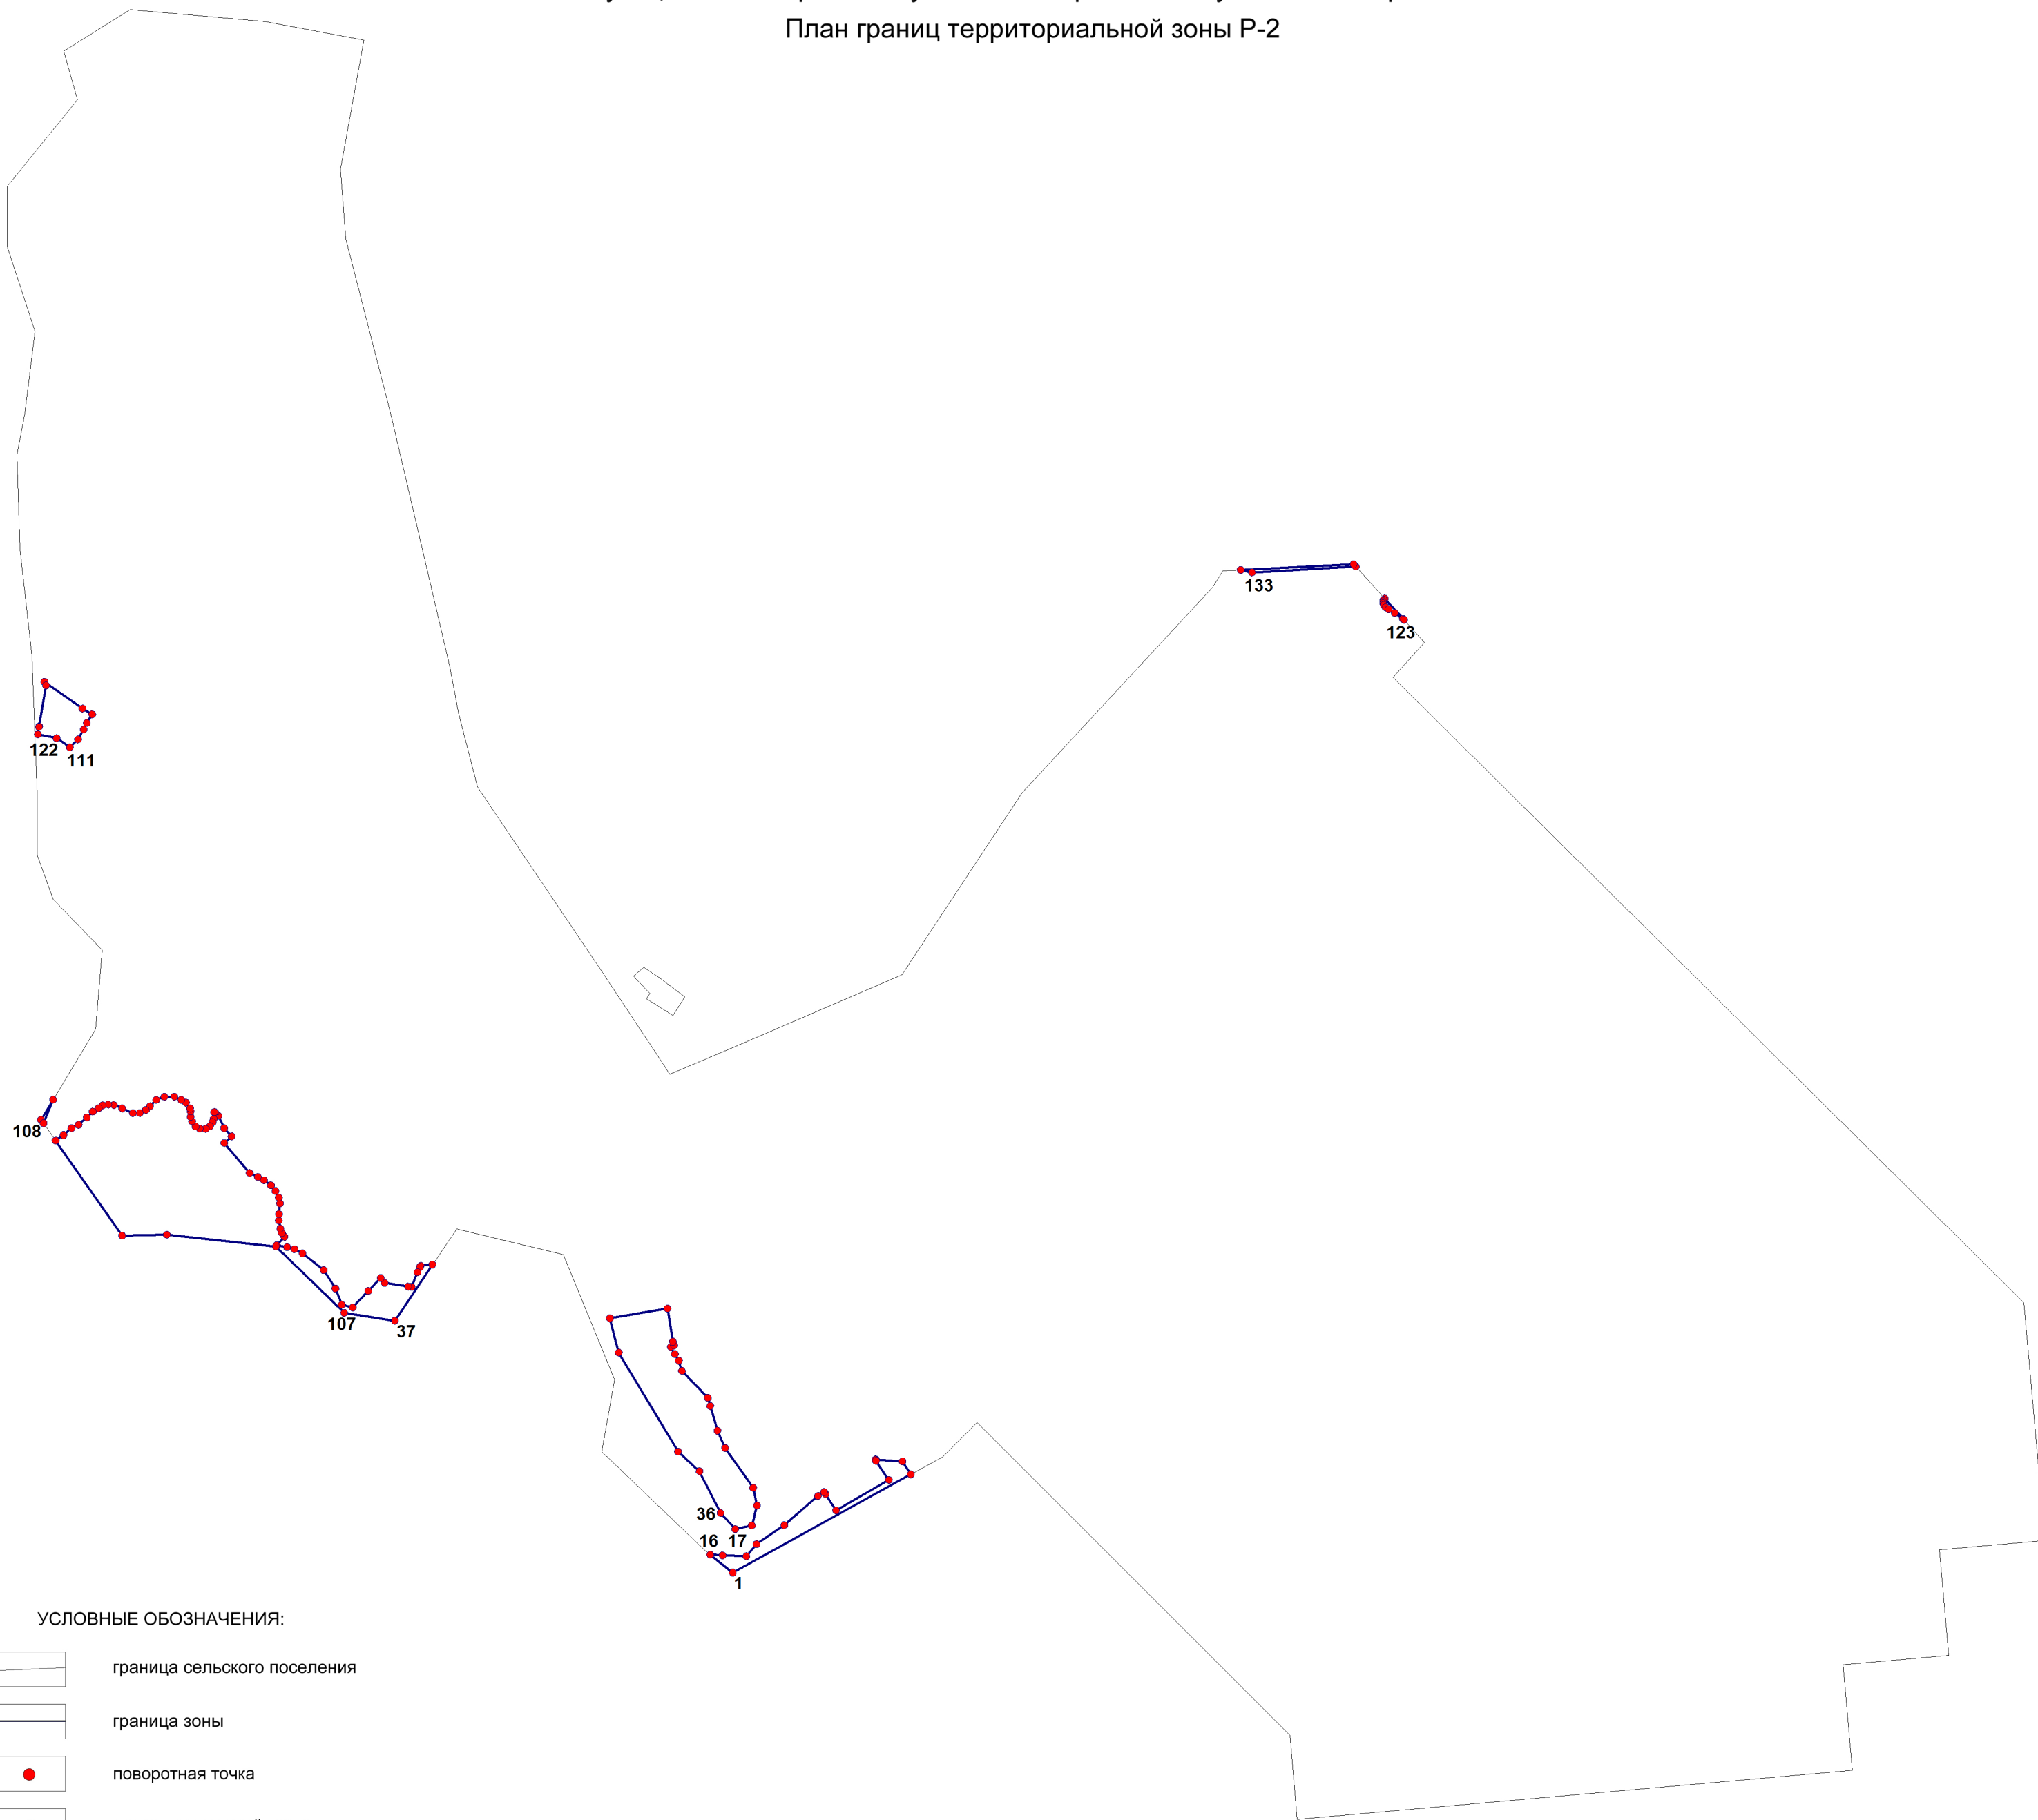 План границ территориальной зоны Р-2
133
123
122
111
108
107
37
36
16 17
1
УСЛОВНЫЕ ОБОЗНАЧЕНИЯ:
граница сельского поселения
граница зоны
поворотная точка